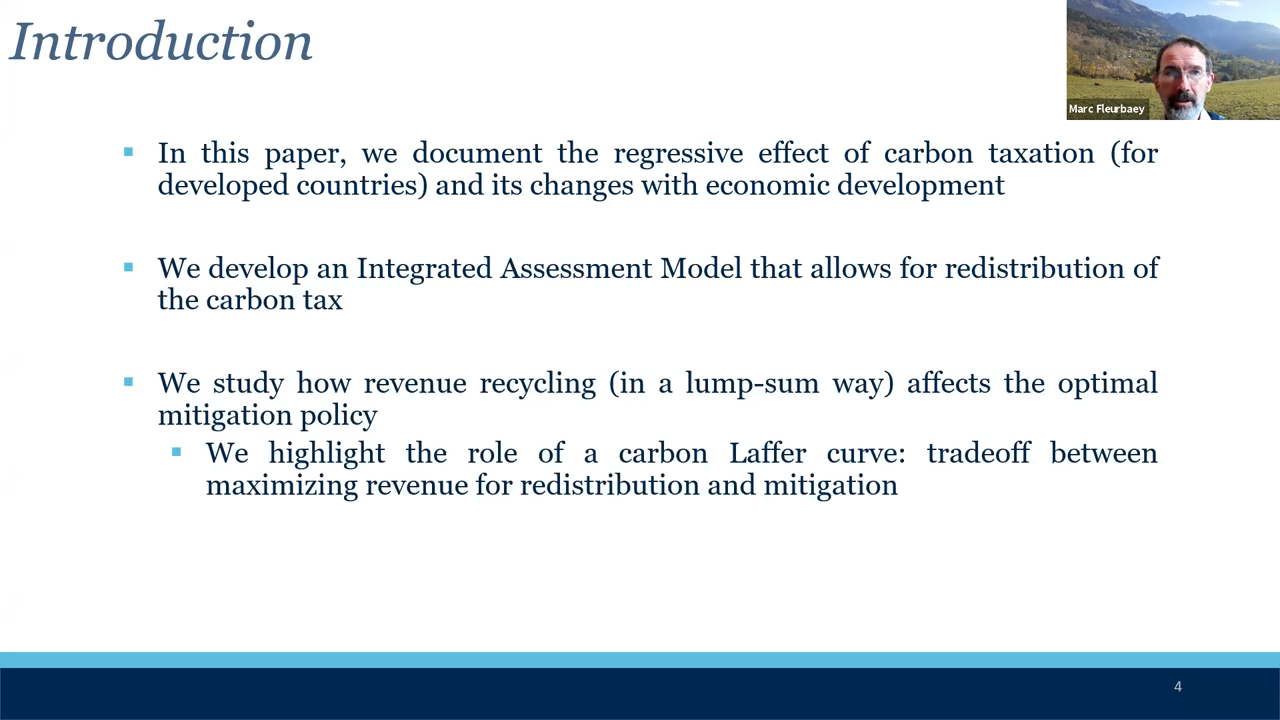 Introduction
Marc Fleurbaey
In this paper, we document the regressive effect of carbon taxation (for
developed countries) and its changes with economic development
We develop an Integrated Assessment Model that allows for redistribution of
the carbon tax
We study how revenue recycling (in a lump-sum way) affects the optimal
mitigation policy
We highlight the role of a carbon Laffer curve: tradeoff between
maximizing revenue for redistribution and mitigation
4